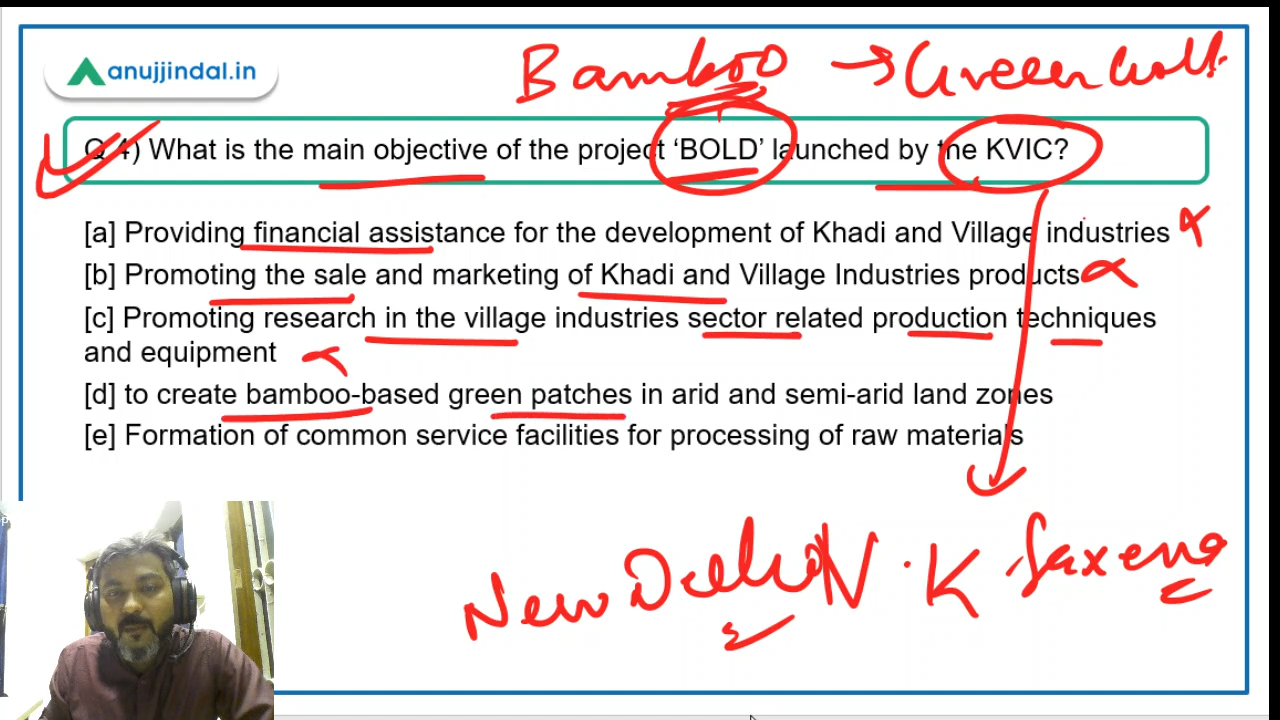 anujjindal.in
Bamboo → Green Gold
Q 4) What is the main objective of the project ‘BOLD’ launched by the KVIC?
[a] Providing financial assistance for the development of Khadi and Village industries
[b] Promoting the sale and marketing of Khadi and Village Industries products
[c] Promoting research in the village industries sector related production techniques
and equipment
[d] to create bamboo-based green patches in arid and semi-arid land zones
[e] Formation of common service facilities for processing of raw materials
New Delhi N.K Saxena